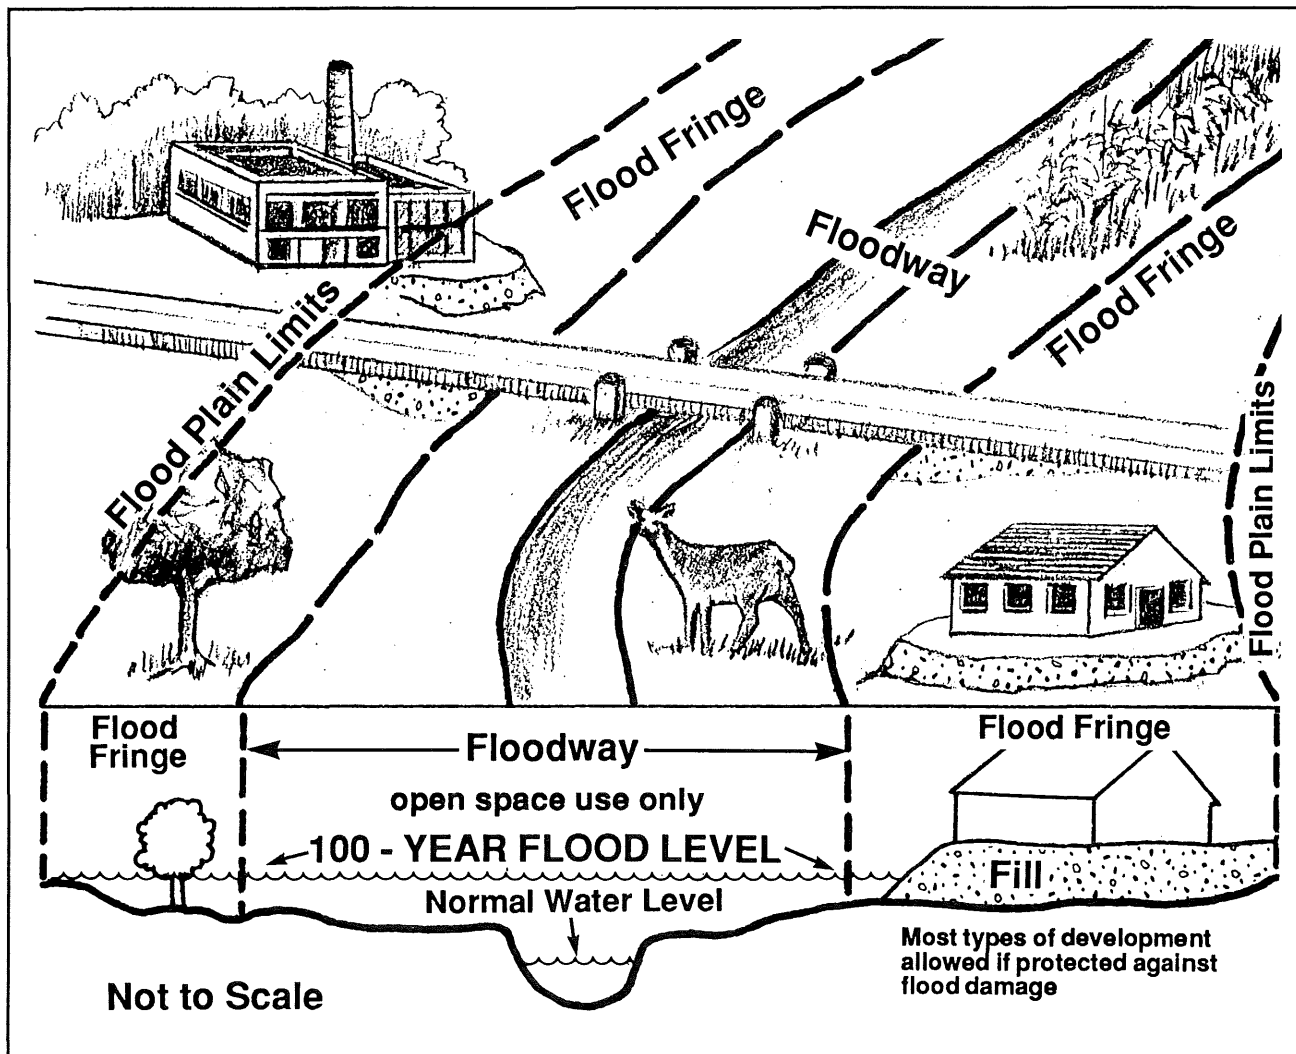 Flood Fringe
Floodway
Flood Fringe
Flood Plain Limits
Flood Plain Limits
Flood
Fringe
Floodway
Flood Fringe
open space use only
100 - YEAR FLOOD LEVEL
Normal Water Level
Fill
Most types of development
allowed if protected against
flood damage
Not to Scale